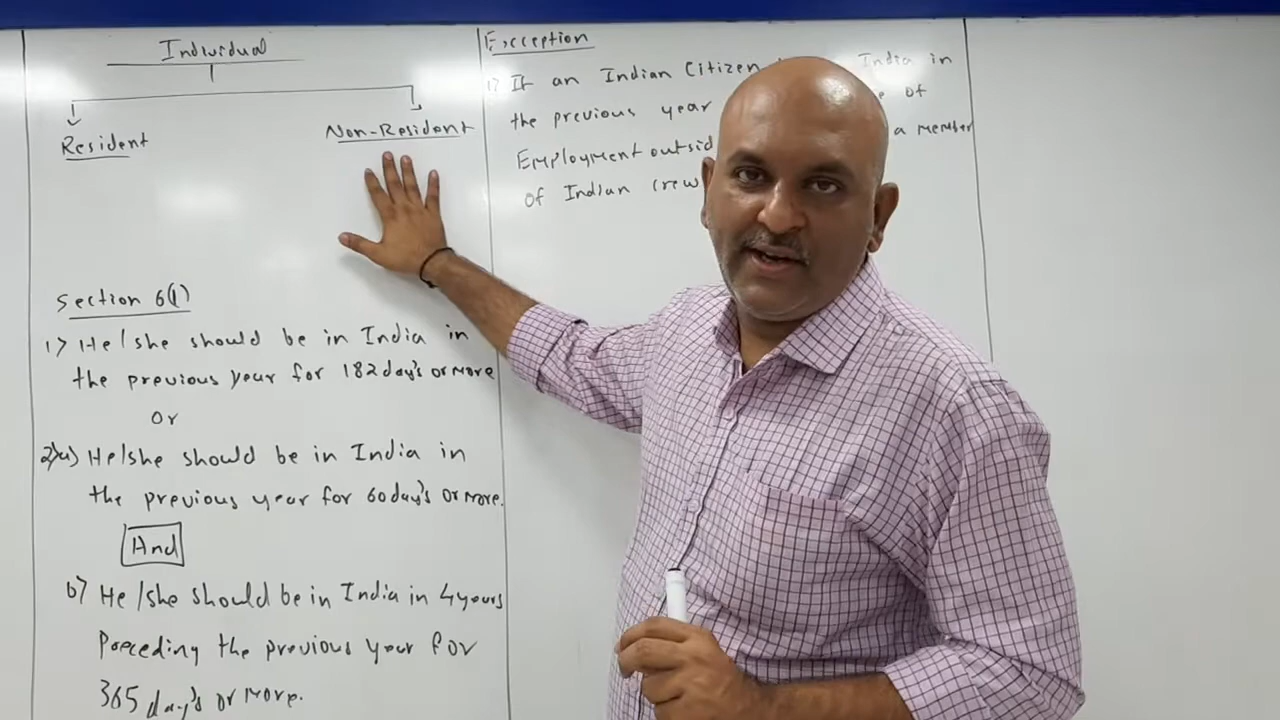 Individual
Resident
Non-Resident
Section 6(1)
1) He/she should be in India in
the previous year for 182 day's or more
Or
2) a) He/she should be in India in
the previous year for 60 day's or more.
And
b) He/she should be in India in 4 years
Preceding the previous year for
365 day's or more.
Exception
1) If an Indian Citizen India in
the previous year of
Employment a member
of Indian Crew